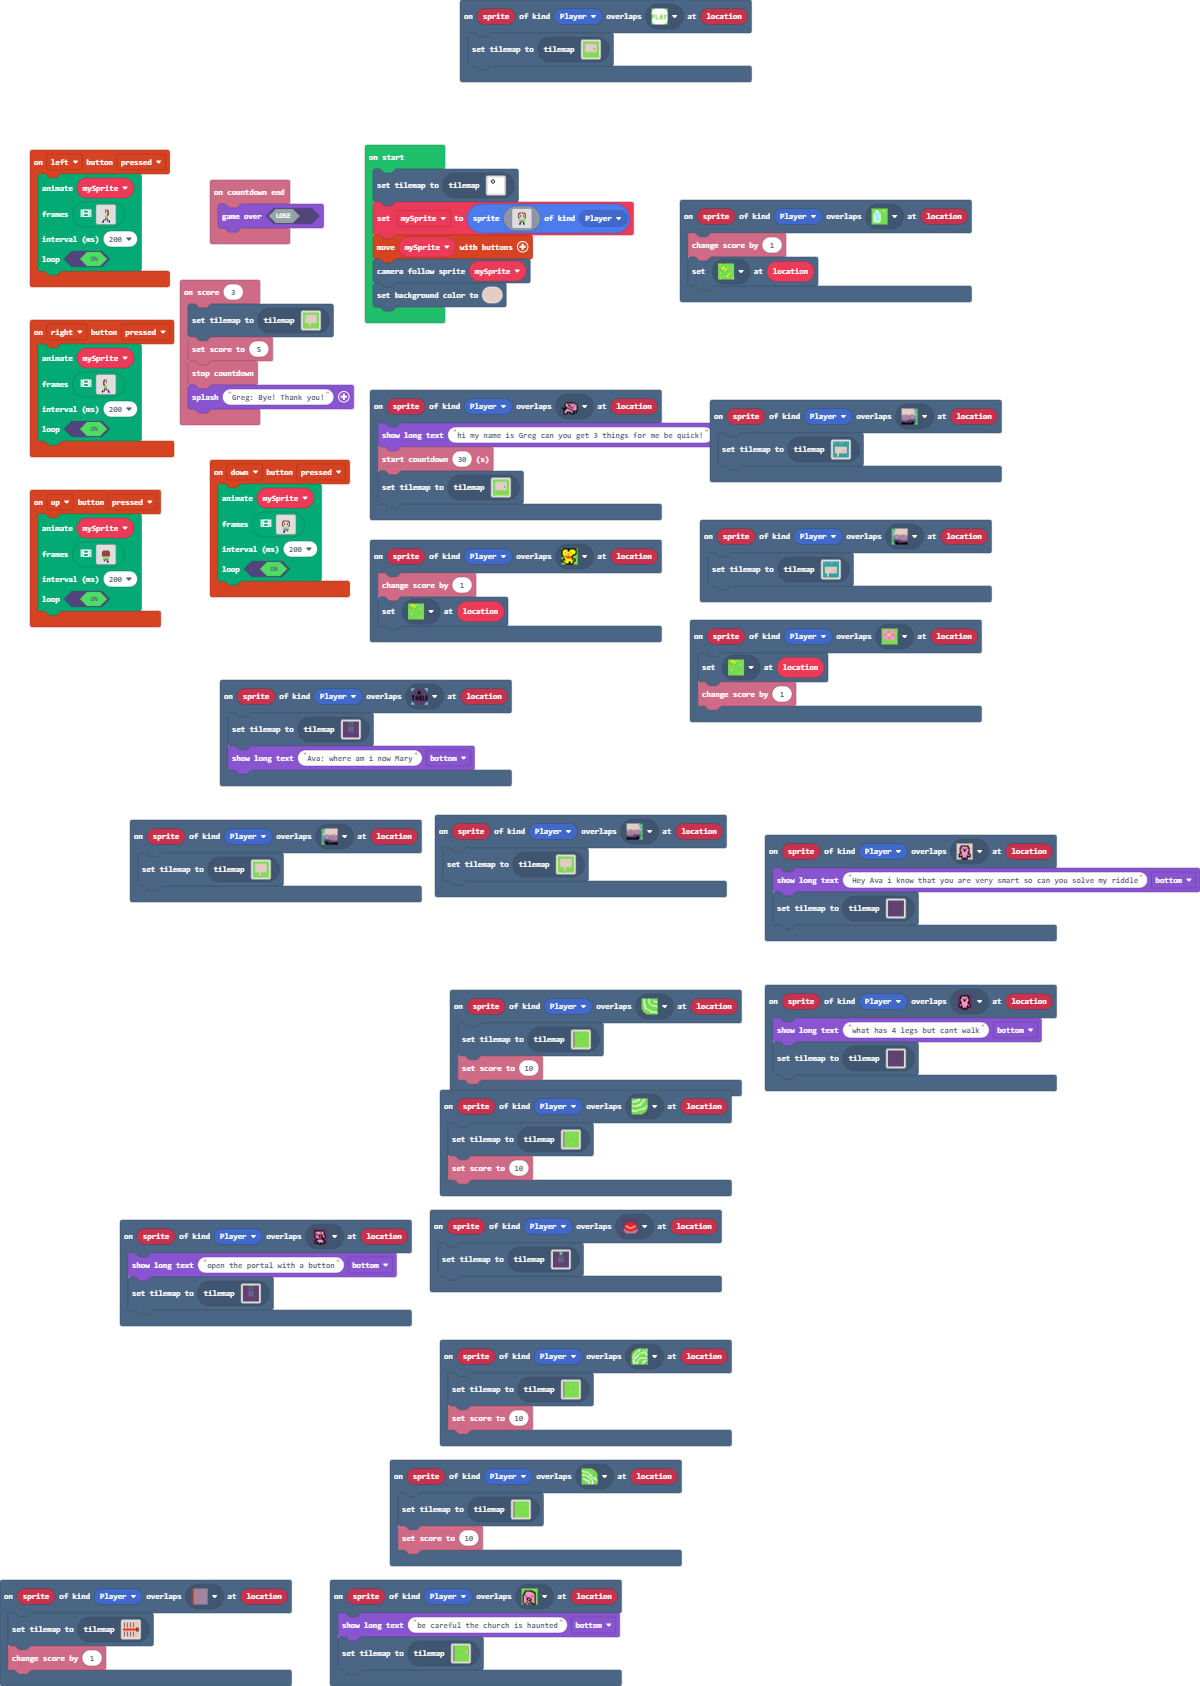 on sprite of kind Player overlaps at location
set tilemap to tilemap
on left button pressed
animate mySprite
frames
interval (ms) 200
loop ON
on countdown end
game over LOSE
on start
set tilemap to tilemap
set mySprite to sprite of kind Player
move mySprite with buttons
camera follow sprite mySprite
set background color to
on sprite of kind Player overlaps at location
change score by 1
set at location
on score 3
set tilemap to tilemap
set score to 5
stop countdown
splash "Greg: Bye! Thank you!"
on right button pressed
animate mySprite
frames
interval (ms) 200
loop ON
on sprite of kind Player overlaps at location
show long text "hi my name is Greg can you get 3 things for me be quick!"
start countdown 30 (s)
set tilemap to tilemap
on sprite of kind Player overlaps at location
set tilemap to tilemap
on down button pressed
animate mySprite
frames
interval (ms) 200
loop ON
on up button pressed
animate mySprite
frames
interval (ms) 200
loop ON
on sprite of kind Player overlaps at location
change score by 1
set at location
on sprite of kind Player overlaps at location
set tilemap to tilemap
on sprite of kind Player overlaps at location
set at location
change score by 1
on sprite of kind Player overlaps at location
set tilemap to tilemap
show long text "Ava: where am i now Mary" bottom
on sprite of kind Player overlaps at location
set tilemap to tilemap
on sprite of kind Player overlaps at location
set tilemap to tilemap
on sprite of kind Player overlaps at location
show long text "Hey Ava i know that you are very smart so can you solve my riddle" bottom
set tilemap to tilemap
on sprite of kind Player overlaps at location
set tilemap to tilemap
set score to 10
on sprite of kind Player overlaps at location
show long text "what has 4 legs but cant walk" bottom
set tilemap to tilemap
on sprite of kind Player overlaps at location
set tilemap to tilemap
set score to 10
on sprite of kind Player overlaps at location
show long text "open the portal with a button" bottom
set tilemap to tilemap
on sprite of kind Player overlaps at location
set tilemap to tilemap
on sprite of kind Player overlaps at location
set tilemap to tilemap
set score to 10
on sprite of kind Player overlaps at location
set tilemap to tilemap
set score to 10
on sprite of kind Player overlaps at location
set tilemap to tilemap
change score by 1
on sprite of kind Player overlaps at location
show long text "be careful the church is haunted" bottom
set tilemap to tilemap